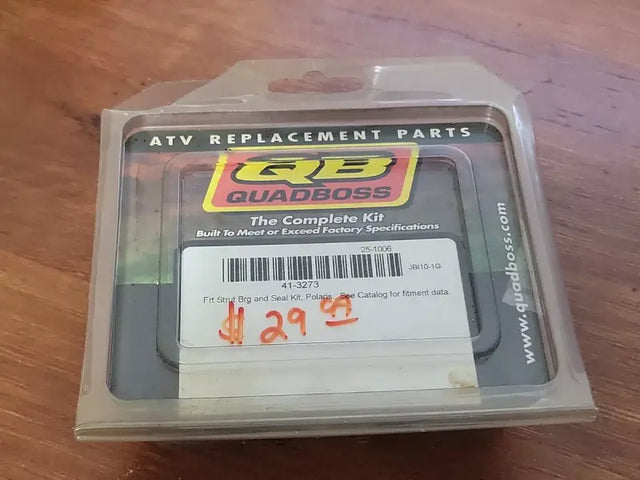 ATV REPLACEMENT PARTS
QB
QUADBOSS
The Complete Kit
Built To Meet or Exceed Factory Specifications
25-1006
JBI10-1G
41-3273
Frt Strut Brg and Seal Kit, Polaris. See Catalog for fitment data.
$ 29
www.quadboss.com